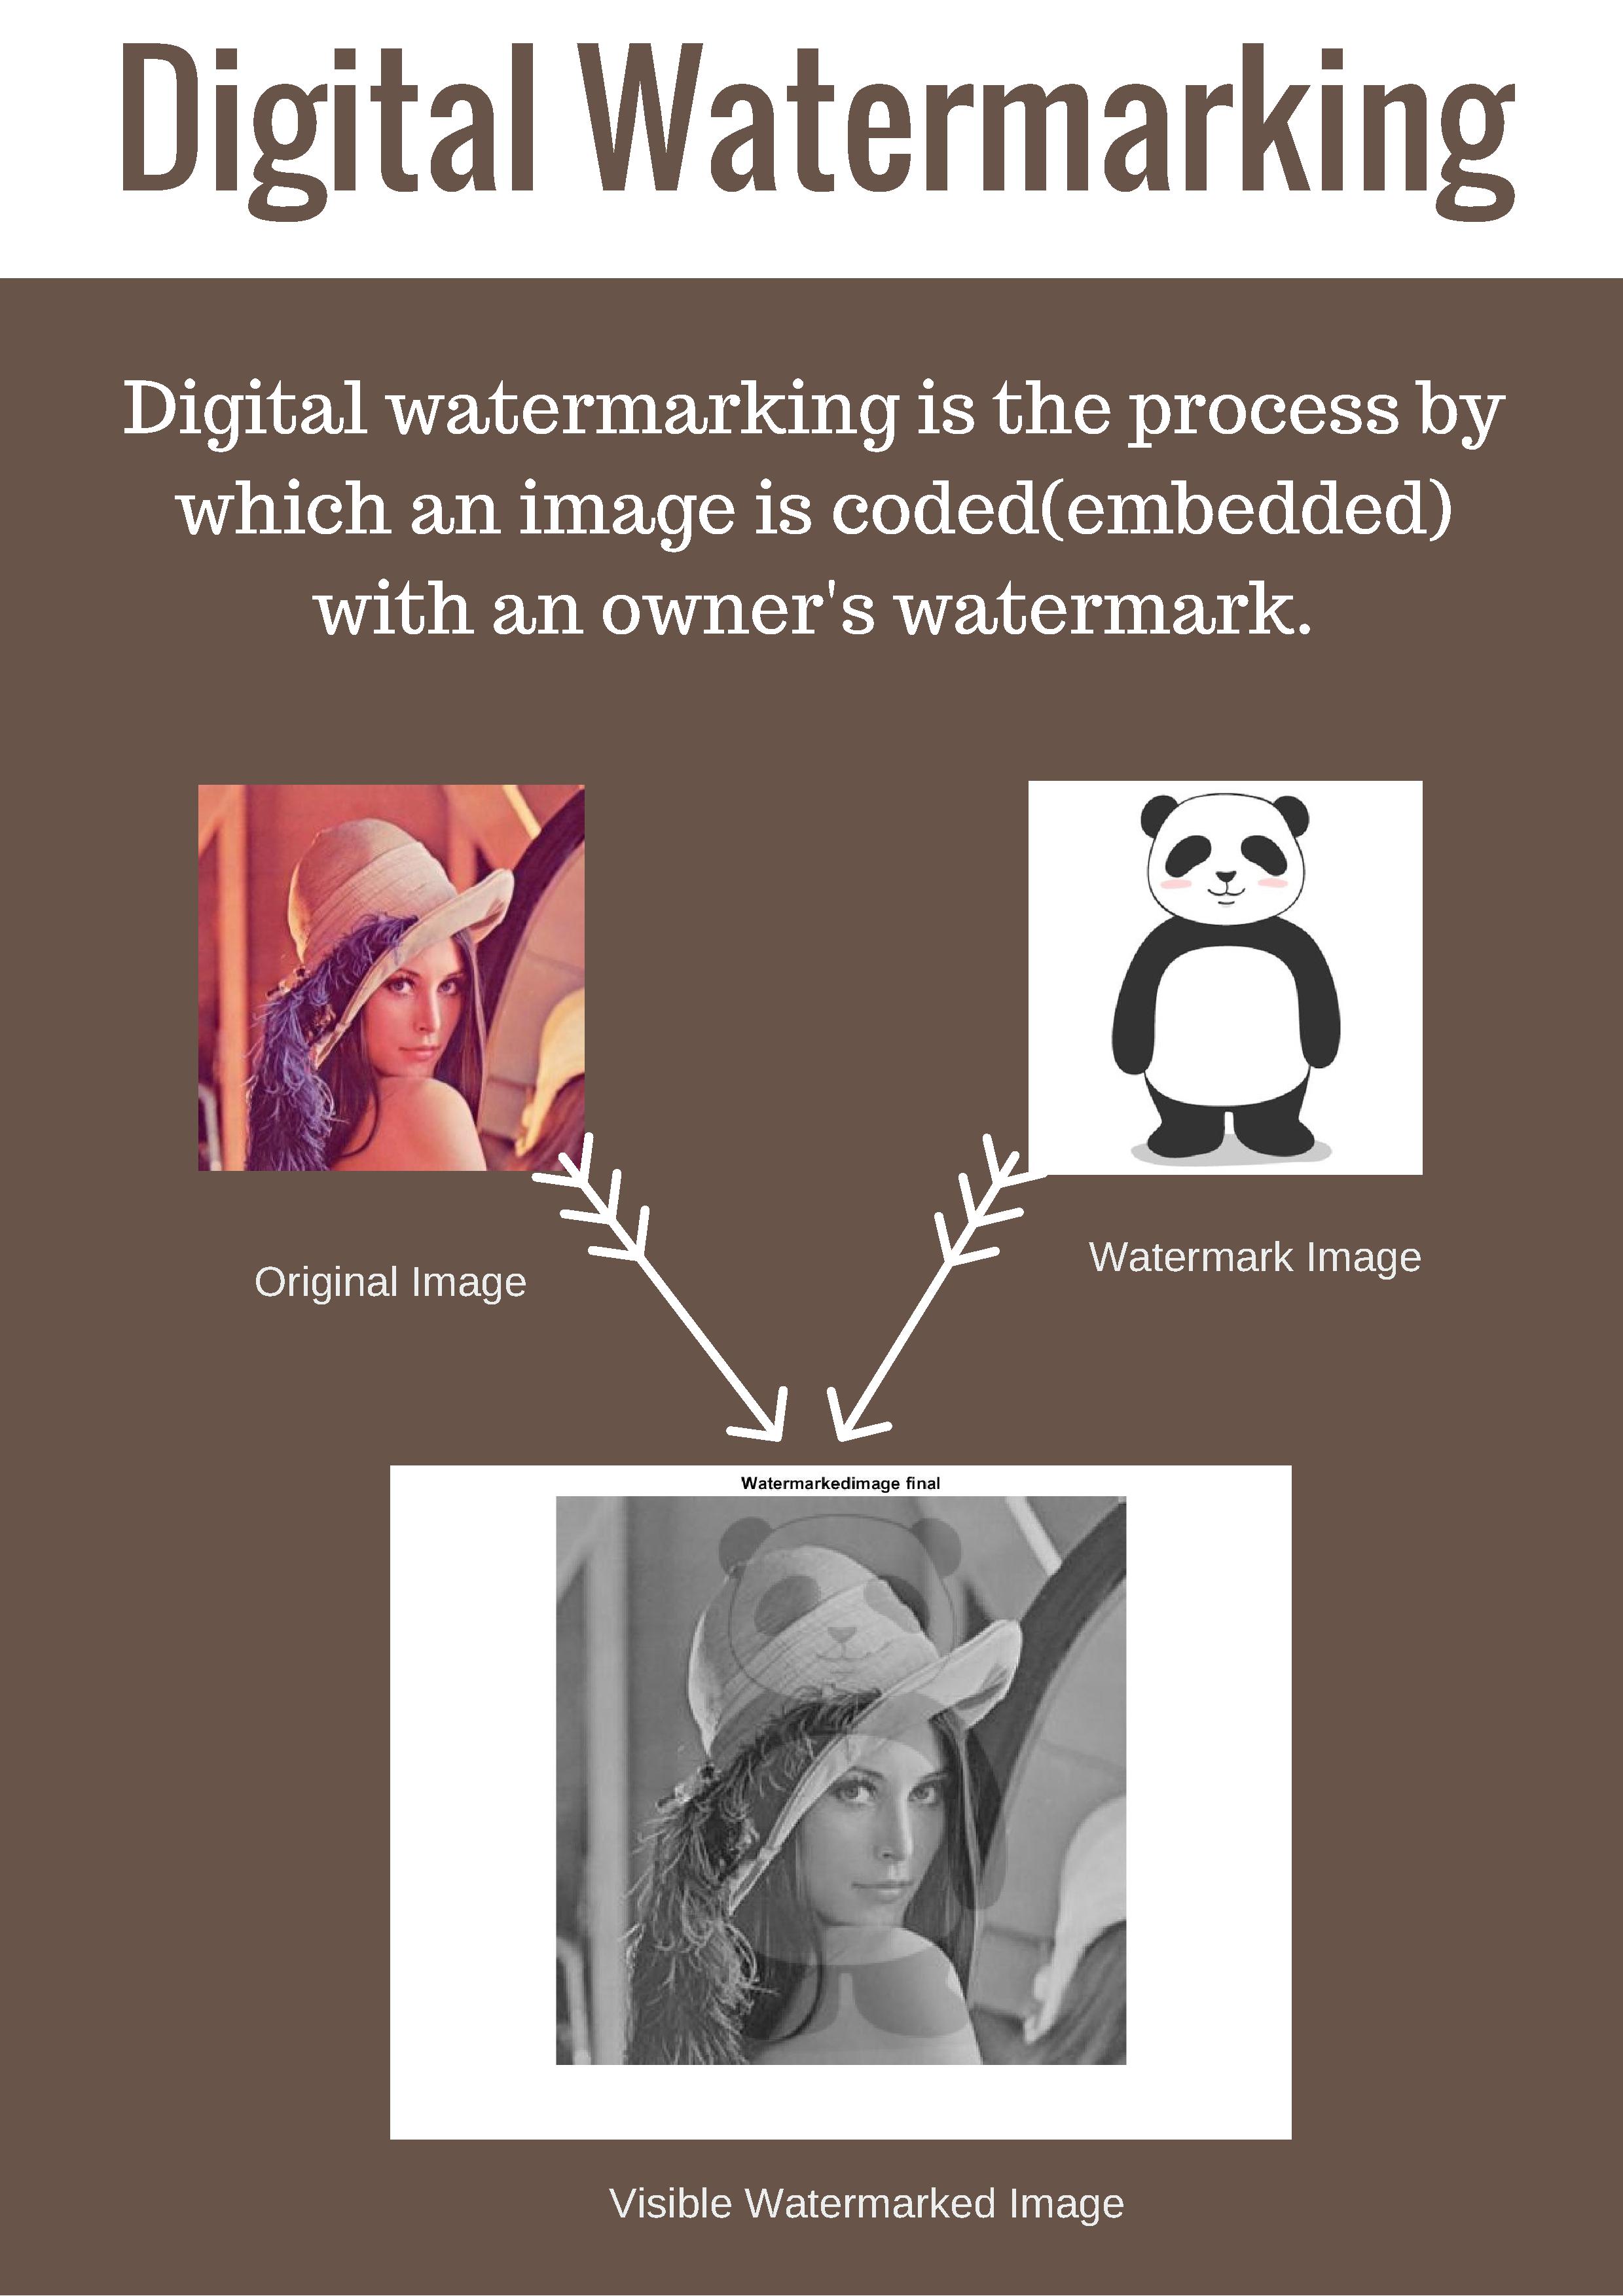 Digital Watermarking
Digital watermarking is the process by
which an image is coded(embedded)
with an owner's watermark.
Original Image
Watermark Image
Watermarkedimage final
Visible Watermarked Image